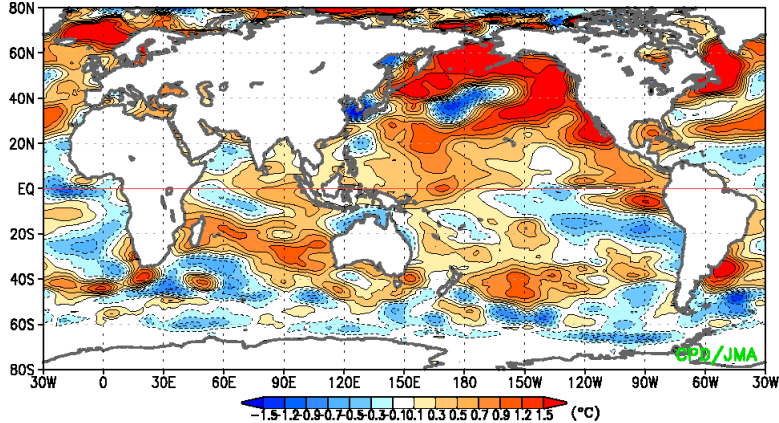 80N
60N
40N
20N
EQ
20S
40S
60S
80S
30W 0 30E 60E 90E 120E 150E 180 150W 120W 90W 60W 30W
CPD/JMA
-1.5 -1.2 -0.9 -0.7 -0.5 -0.3 -0.1 0.1 0.3 0.5 0.7 0.9 1.2 1.5 (°C)